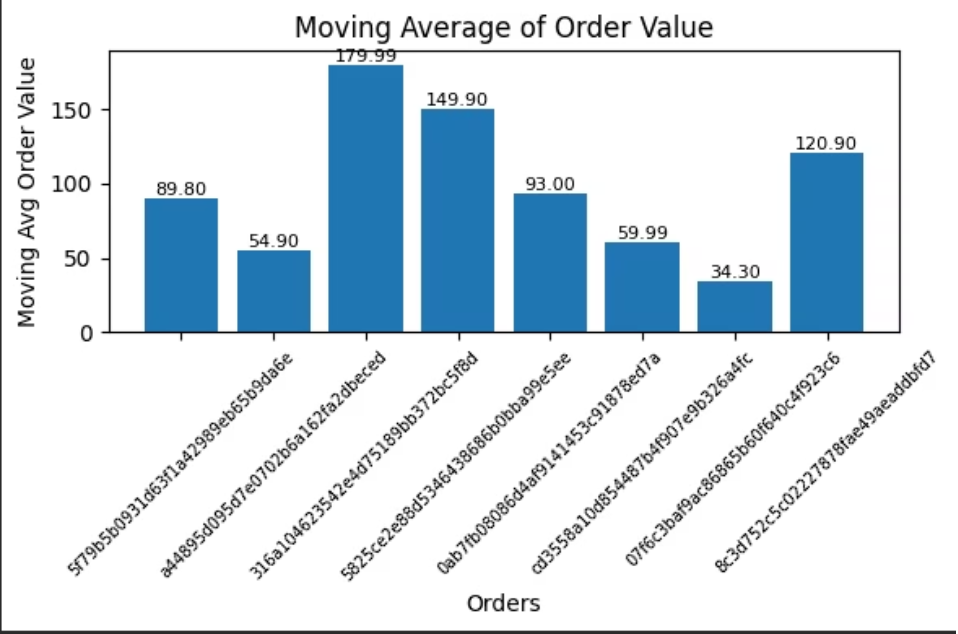 Moving Average of Order Value
Moving Avg Order Value
150
100
50
0
89.80
54.90
179.99
149.90
93.00
59.99
34.30
120.90
5f79b5b0931d63f1a42989eb65b9da6e
a44895d095d7e0702b6a162fa2dbeced
316a104623542e4d75189bb372bc5f8d
5825ce2e88d5346438686b0bba99e5ee
0ab7fb08086d4af9141453c91878ed7a
cd3558a10d854487b4f907e9b326a4fc
07f6c3baf9ac86865b60f640c4f923c6
8c3d752c5c02227878fae49aeaddbfd7
Orders